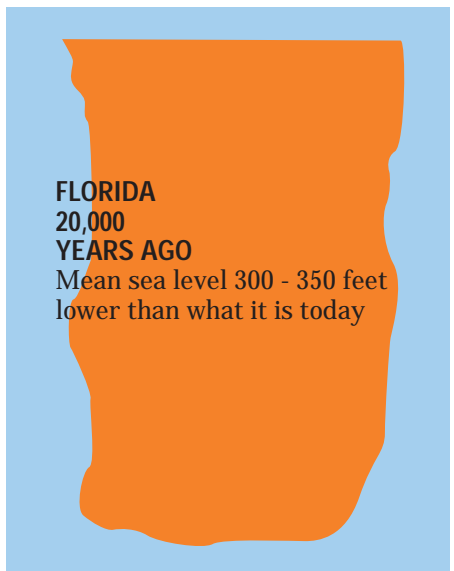 FLORIDA
20,000
YEARS AGO
Mean sea level 300 - 350 feet
lower than what it is today